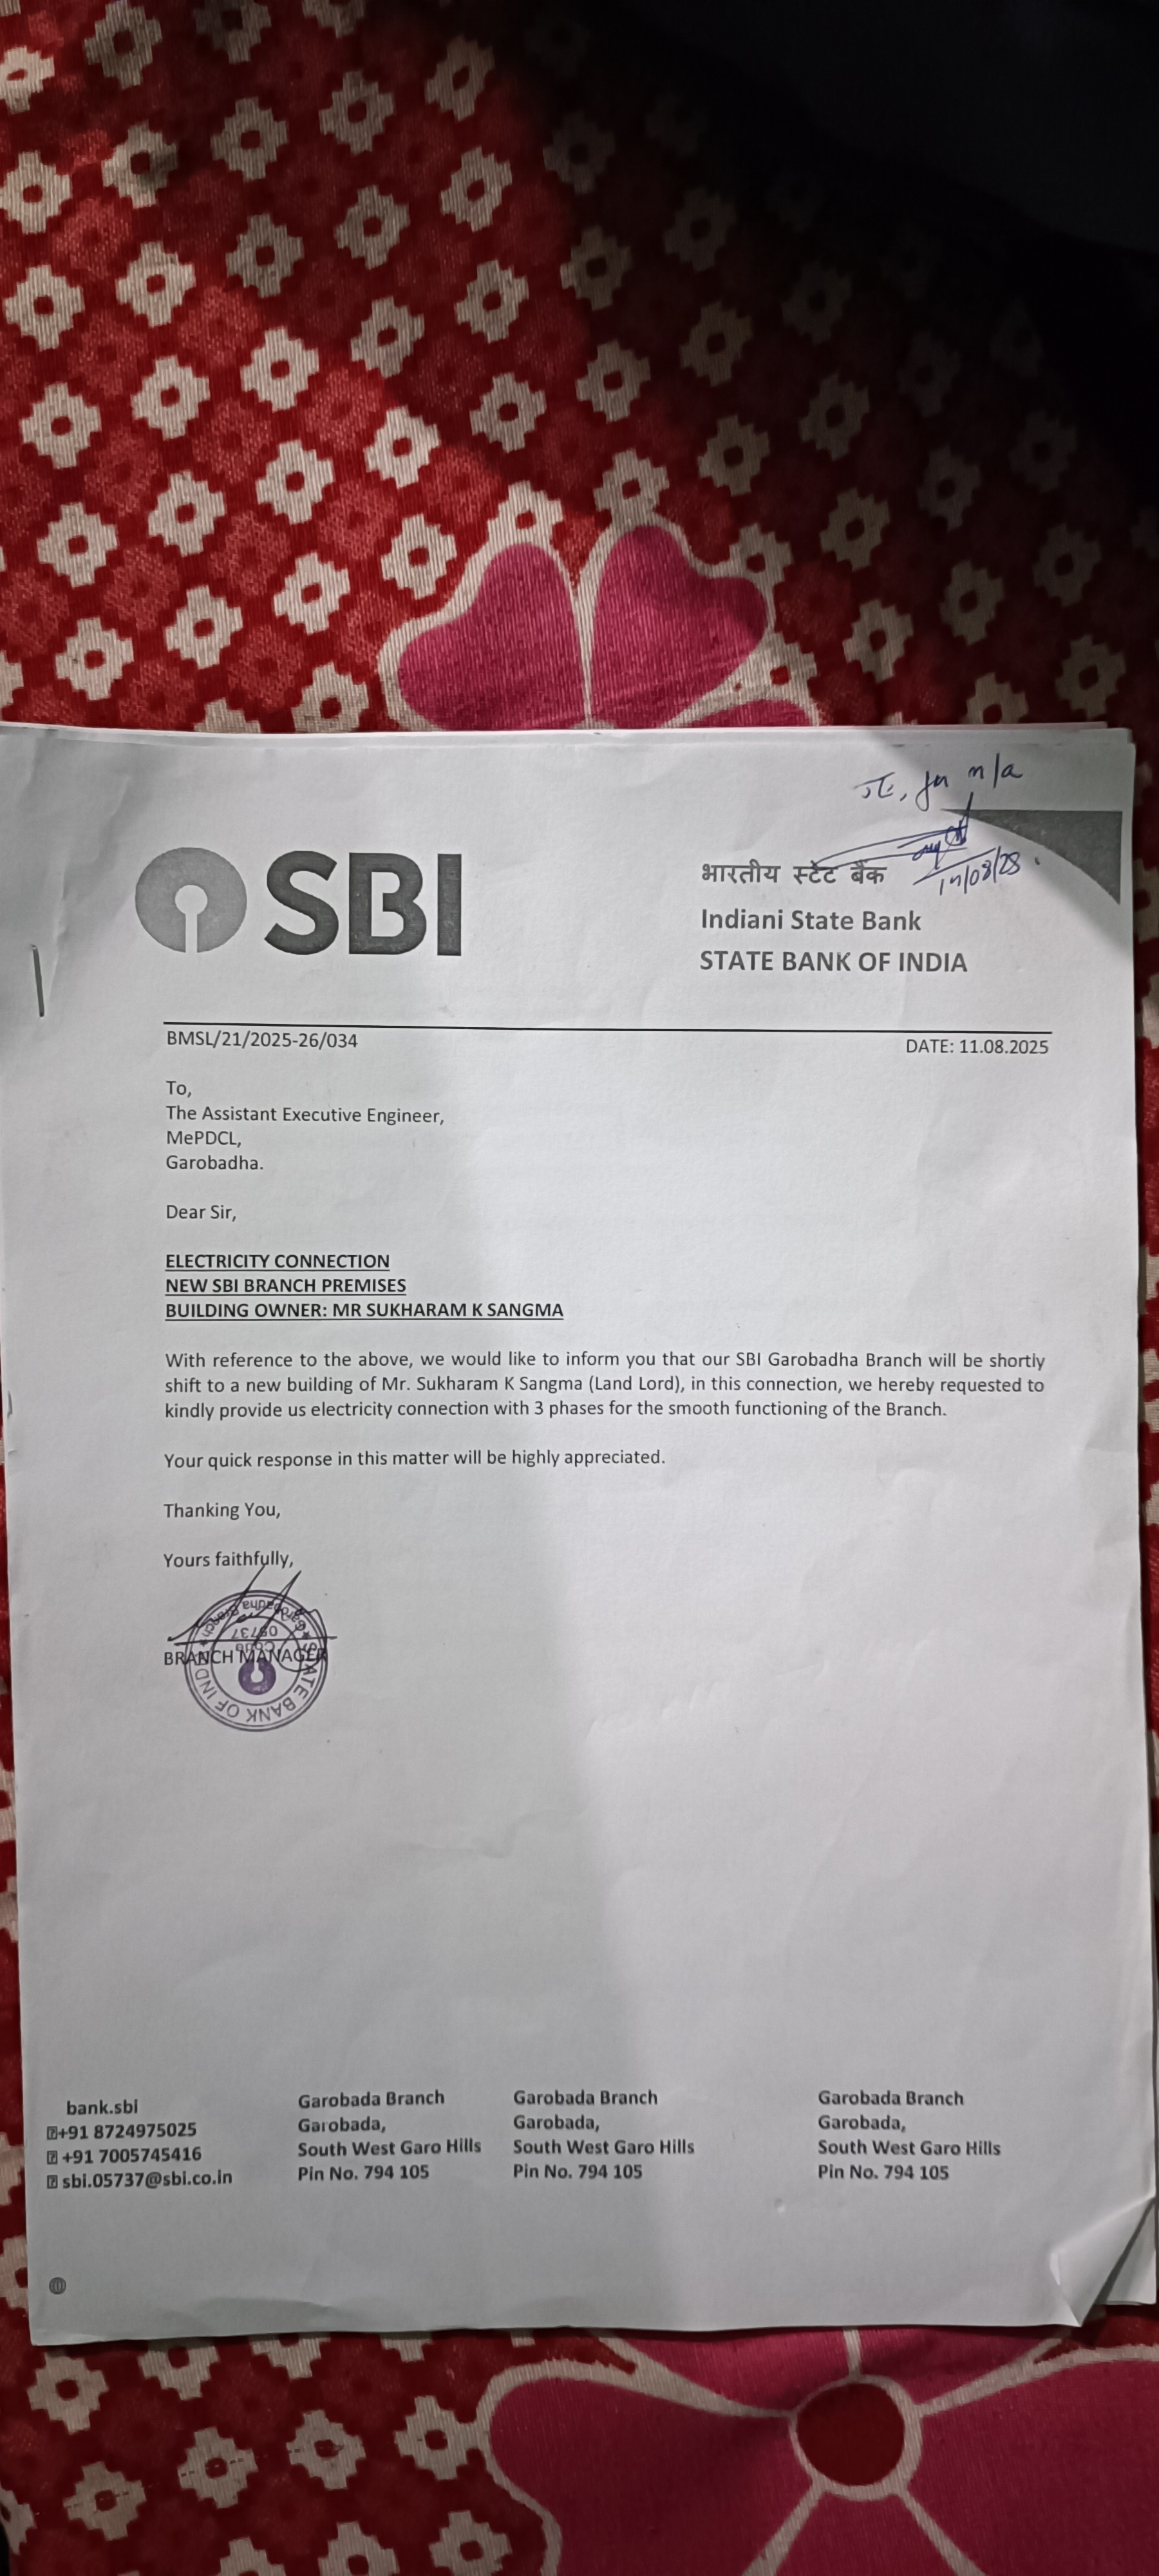 JE, for n/a
SBI
भारतीय स्टेट बैंक
Indiani State Bank
STATE BANK OF INDIA
BMSL/21/2025-26/034
DATE: 11.08.2025
To,
The Assistant Executive Engineer,
MePDCL,
Garobadha.
Dear Sir,
ELECTRICITY CONNECTION
NEW SBI BRANCH PREMISES
BUILDING OWNER: MR SUKHARAM K SANGMA
With reference to the above, we would like to inform you that our SBI Garobadha Branch will be shortly
shift to a new building of Mr. Sukharam K Sangma (Land Lord), in this connection, we hereby requested to
kindly provide us electricity connection with 3 phases for the smooth functioning of the Branch.
Your quick response in this matter will be highly appreciated.
Thanking You,
Yours faithfully,
BRANCH MANAGER
STATE BANK OF INDIA
Garobadha Branch
Code
05737
bank.sbi
+91 8724975025
+91 7005745416
sbi.05737@sbi.co.in
Garobada Branch
Garobada,
South West Garo Hills
Pin No. 794 105
Garobada Branch
Garobada,
South West Garo Hills
Pin No. 794 105
Garobada Branch
Garobada,
South West Garo Hills
Pin No. 794 105